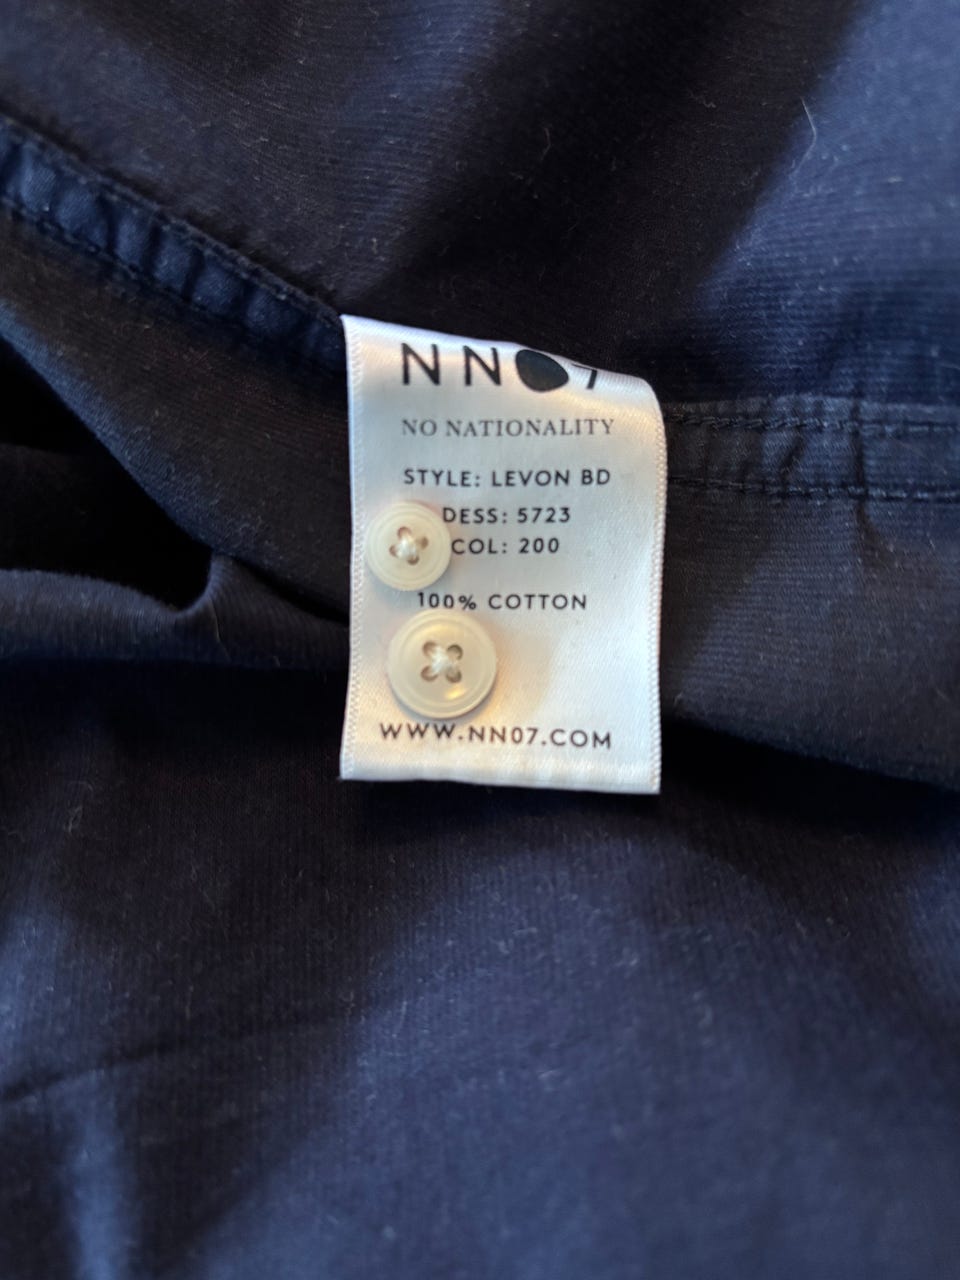 NN07
NO NATIONALITY
STYLE: LEVON BD
DESS: 5723
COL: 200
100% COTTON
WWW.NN07.COM